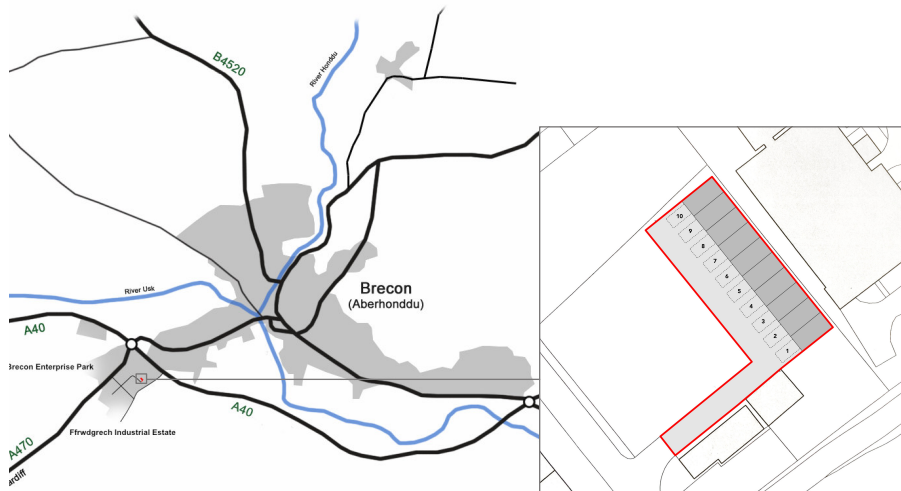 B4520
River Honddu
Brecon
(Aberhonddu)
River Usk
A40
Brecon Enterprise Park
A40
Ffrwdgrech Industrial Estate
A470
ardiff
10
9
8
7
6
5
4
3
2
1